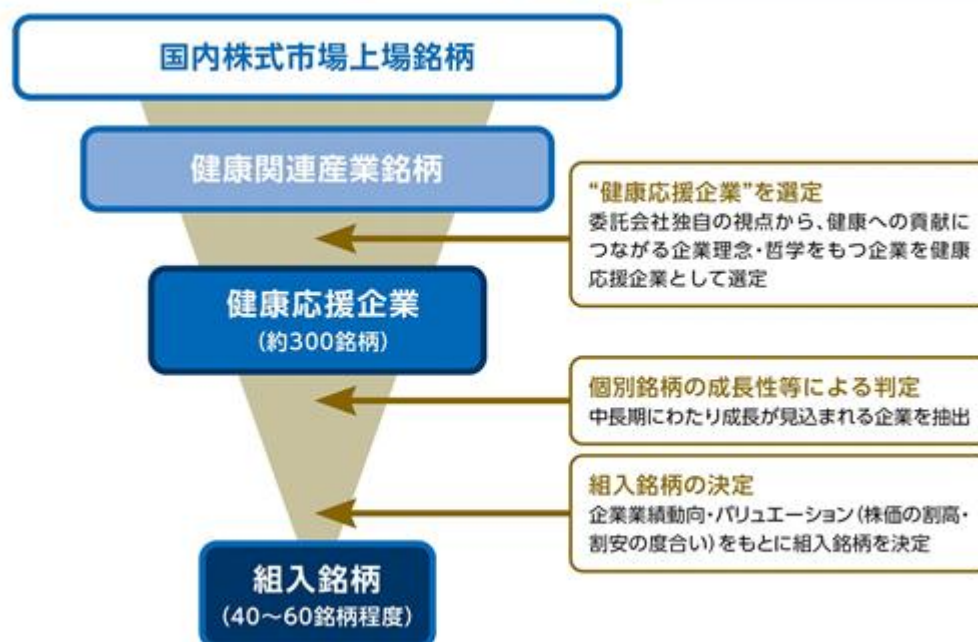 国内株式市場上場銘柄
健康関連産業銘柄
“健康応援企業”を選定
委託会社独自の視点から、健康への貢献に
つながる企業理念・哲学をもつ企業を健康
応援企業として選定
健康応援企業
(約300銘柄)
個別銘柄の成長性等による判定
中長期にわたり成長が見込まれる企業を抽出
組入銘柄の決定
企業業績動向・バリュエーション(株価の割高・
割安の度合い)をもとに組入銘柄を決定
組入銘柄
(40～60銘柄程度)